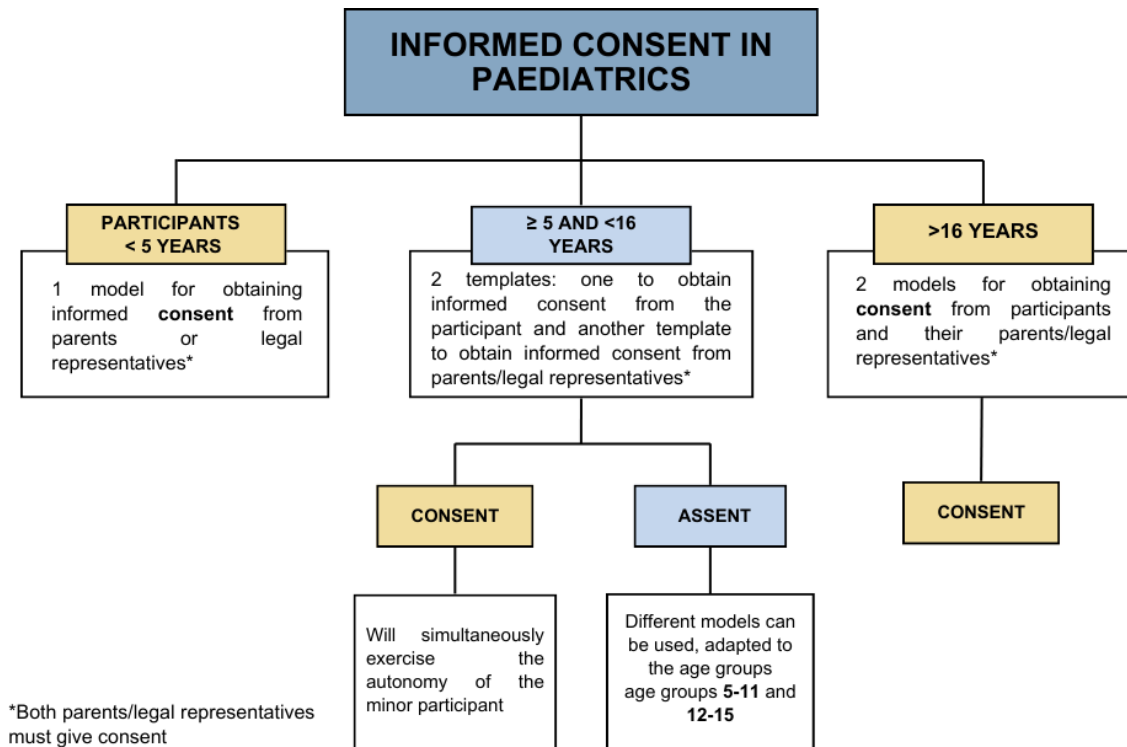 INFORMED CONSENT IN
PAEDIATRICS
PARTICIPANTS
< 5 YEARS
1 model for obtaining
informed consent from
parents or legal
representatives*
≥ 5 AND <16
YEARS
2 templates: one to obtain
informed consent from the
participant and another template
to obtain informed consent from
parents/legal representatives*
>16 YEARS
2 models for obtaining
consent from participants
and their parents/legal
representatives*
CONSENT
ASSENT
CONSENT
Will simultaneously
exercise the
autonomy of the
minor participant
Different models can
be used, adapted to
the age groups
age groups 5-11 and
12-15
*Both parents/legal representatives
must give consent